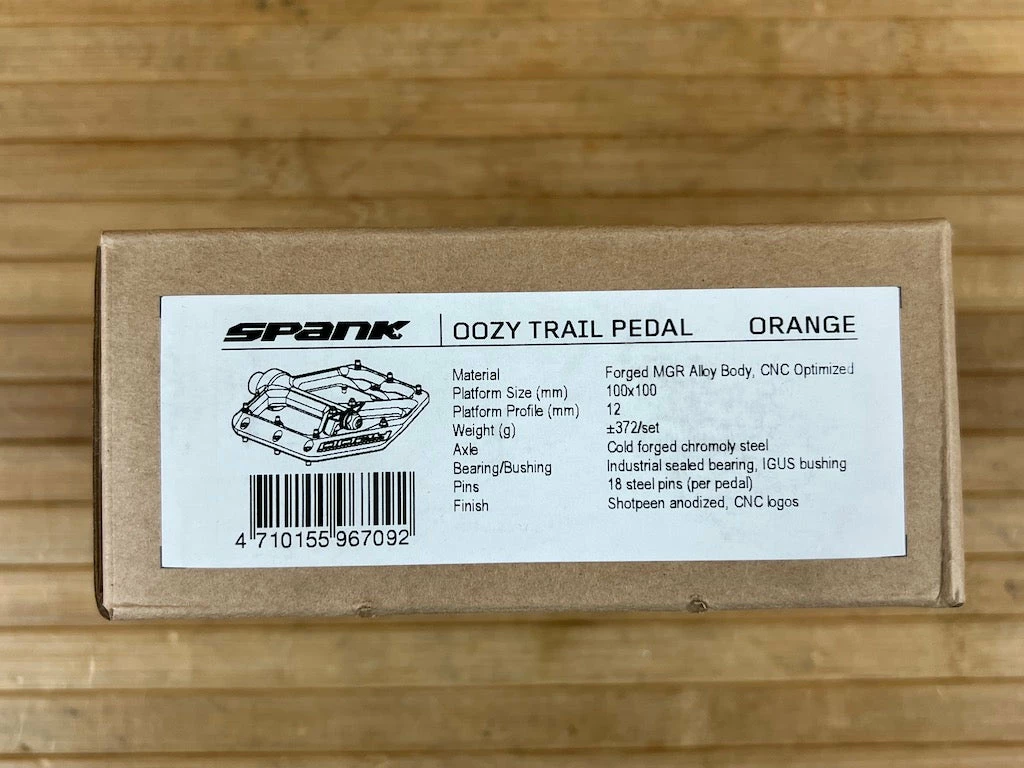 SPANK OOZY TRAIL PEDAL ORANGE
Material Forged MGR Alloy Body, CNC Optimized
Platform Size (mm) 100x100
Platform Profile (mm) 12
Weight (g) ±372/set
Axle Cold forged chromoly steel
Bearing/Bushing Industrial sealed bearing, IGUS bushing
Pins 18 steel pins (per pedal)
Finish Shotpeen anodized, CNC logos
SPANK
4 710155 967092